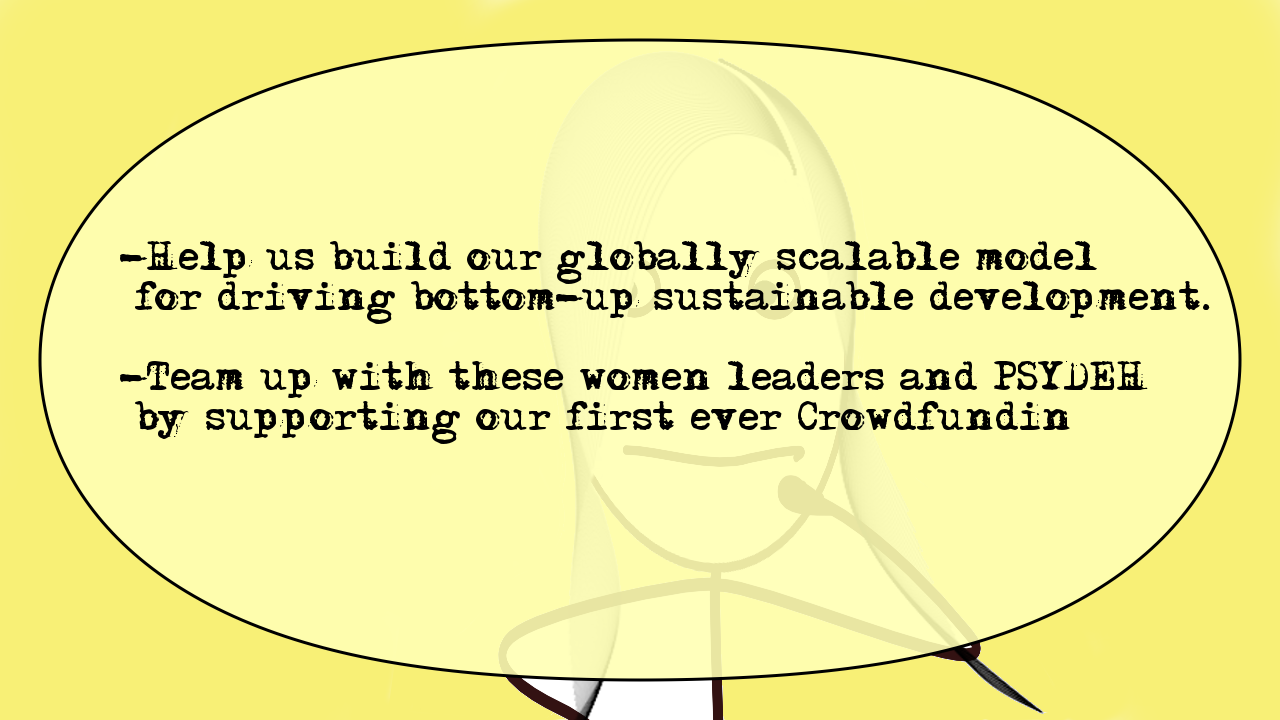 -Help us build our globally scalable model
for driving bottom-up sustainable development.
-Team up with these women leaders and PSYDEH
by supporting our first ever Crowdfundin